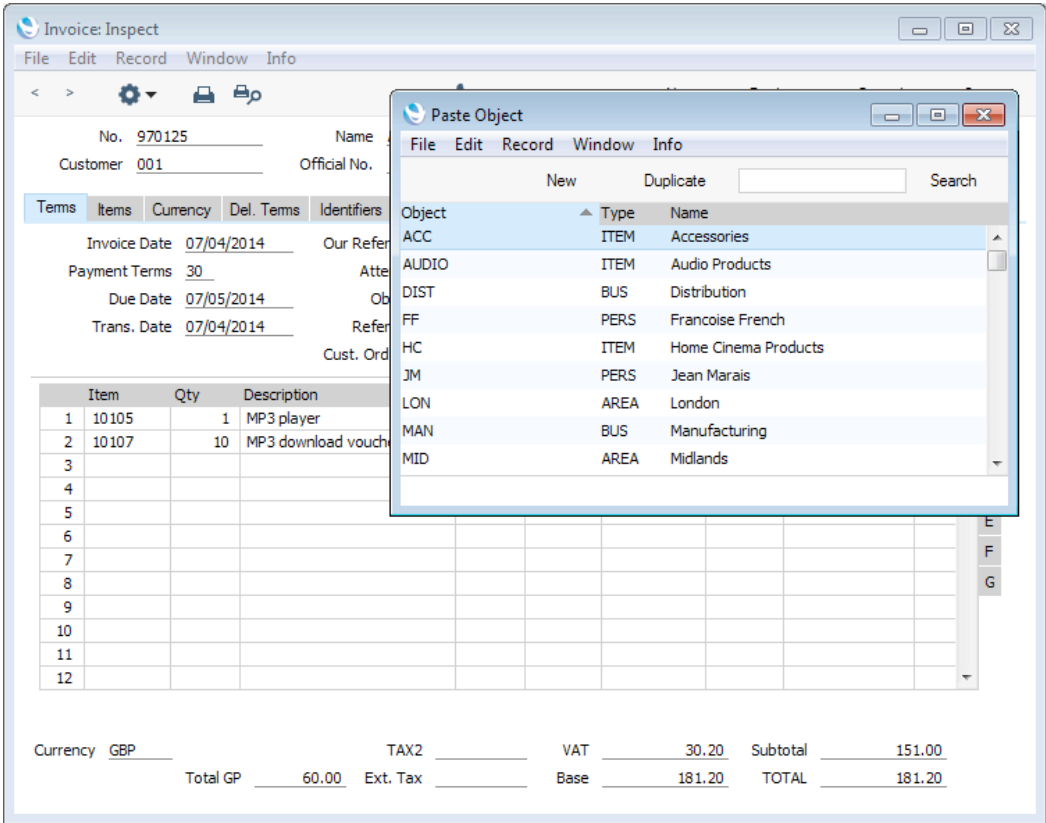 Invoice: Inspect
File Edit Record Window Info
< >
No. 970125 Name
Customer 001 Official No.
Terms Items Currency Del. Terms Identifiers
Invoice Date 07/04/2014 Our Refer
Payment Terms 30 Atte
Due Date 07/05/2014 Ob
Trans. Date 07/04/2014 Refer
Cust. Ord
Paste Object
File Edit Record Window Info
New Duplicate Search
Object Type Name
ACC ITEM Accessories
AUDIO ITEM Audio Products
DIST BUS Distribution
FF PERS Francoise French
HC ITEM Home Cinema Products
JM PERS Jean Marais
LON AREA London
MAN BUS Manufacturing
MID AREA Midlands
Item Qty Description
1 10105 1 MP3 player
2 10107 10 MP3 download vouch
3
4
5
6
7
8
9
10
11
12
E
F
G
Currency GBP TAX2 VAT 30.20 Subtotal 151.00
Total GP 60.00 Ext. Tax Base 181.20 TOTAL 181.20